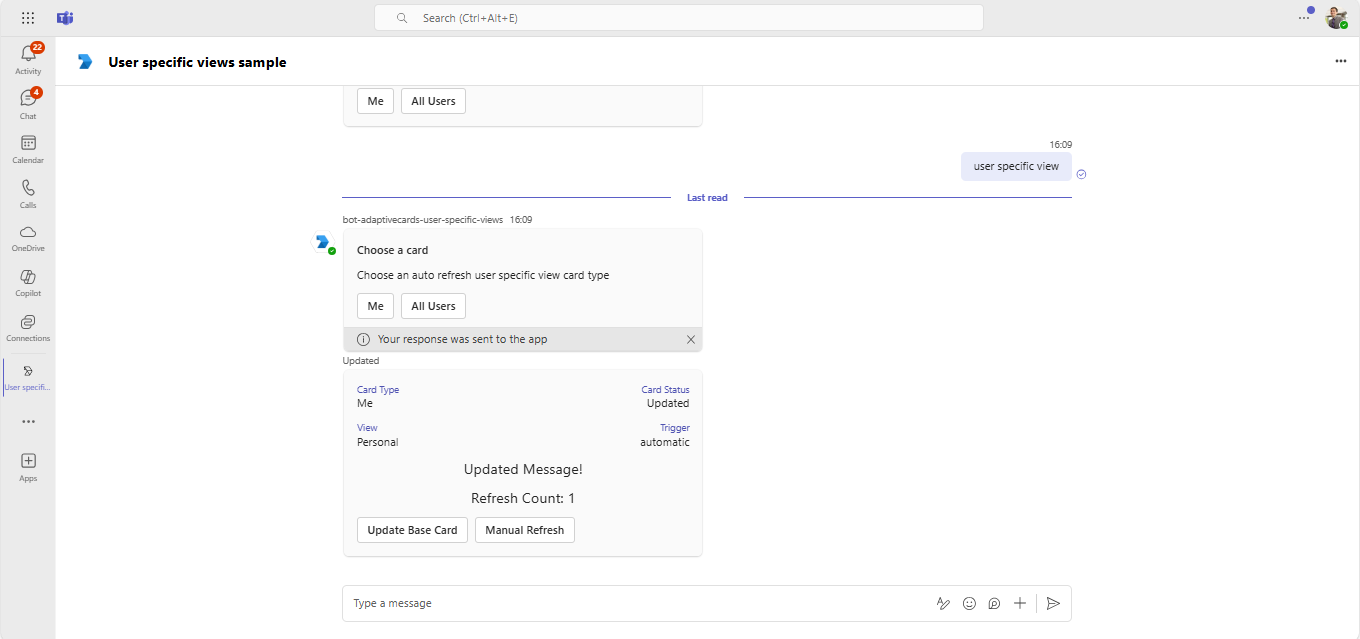 Search (Ctrl+Alt+E)
22
Activity
4
Chat
Calendar
Calls
OneDrive
Copilot
Connections
User specifi...
Apps
User specific views sample
Me All Users
16:09
user specific view
Last read
bot-adaptivecards-user-specific-views 16:09
Choose a card
Choose an auto refresh user specific view card type
Me All Users
Your response was sent to the app
Updated
Card Type Card Status
Me Updated
View Trigger
Personal automatic
Updated Message!
Refresh Count: 1
Update Base Card Manual Refresh
Type a message